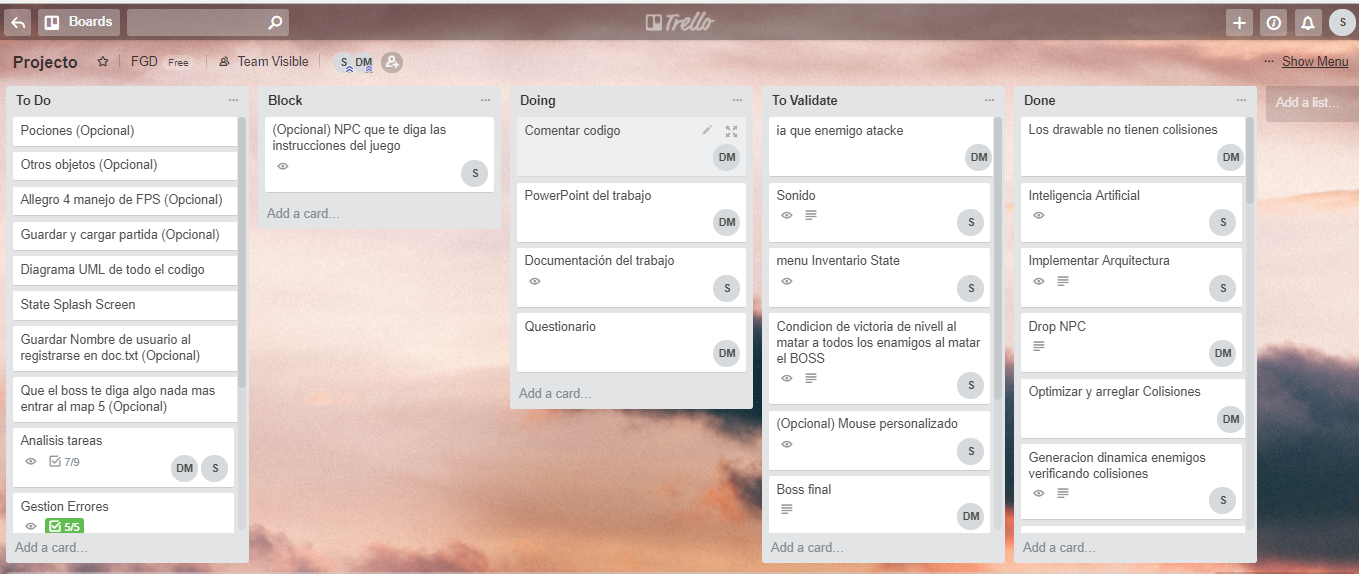 Boards
Trello
S
Projecto
FGD Free
Team Visible
S DM
... Show Menu
To Do ...
Pociones (Opcional)
Otros objetos (Opcional)
Allegro 4 manejo de FPS (Opcional)
Guardar y cargar partida (Opcional)
Diagrama UML de todo el codigo
State Splash Screen
Guardar Nombre de usuario al
registrarse en doc.txt (Opcional)
Que el boss te diga algo nada mas
entrar al map 5 (Opcional)
Analisis tareas
7/9
DM S
Gestion Errores
5/5
Add a card...
Block ...
(Opcional) NPC que te diga las
instrucciones del juego
S
Add a card...
Doing ...
Comentar codigo
DM
PowerPoint del trabajo
DM
Documentación del trabajo
S
Questionario
DM
Add a card...
To Validate ...
ia que enemigo atacke
DM
Sonido
S
menu Inventario State
S
Condicion de victoria de nivell al
matar a todos los enamigos al matar
el BOSS
S
(Opcional) Mouse personalizado
S
Boss final
DM
Add a card...
Done ...
Los drawable no tienen colisiones
DM
Inteligencia Artificial
S
Implementar Arquitectura
S
Drop NPC
DM
Optimizar y arreglar Colisiones
DM
Generacion dinamica enemigos
verificando colisiones
S
Add a card...
Add a list...